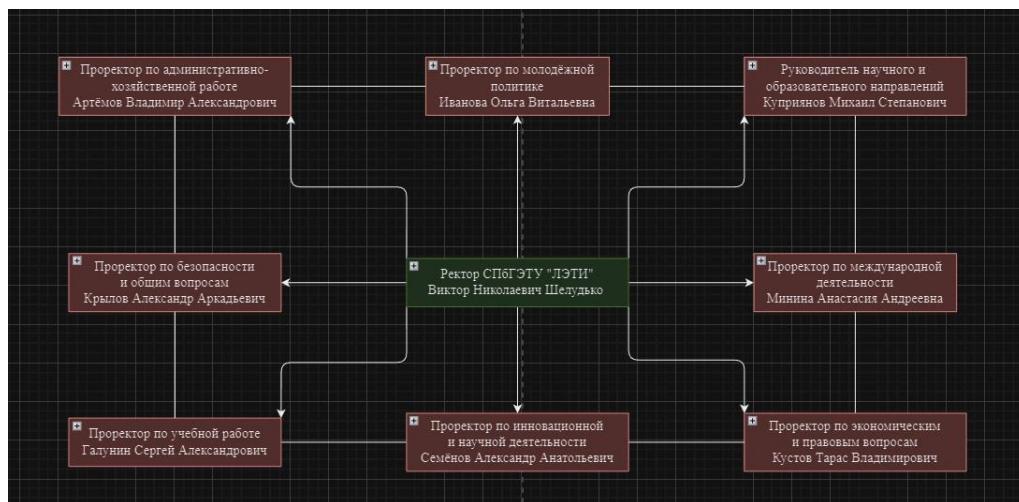 Проректор по административно-
хозяйственной работе
Артёмов Владимир Александрович
Проректор по молодёжной
политике
Иванова Ольга Витальевна
Руководитель научного и
образовательного направлений
Куприянов Михаил Степанович
Проректор по безопасности
и общим вопросам
Крылов Александр Аркадьевич
Ректор СПбГЭТУ "ЛЭТИ"
Виктор Николаевич Шелудько
Проректор по международной
деятельности
Минина Анастасия Андреевна
Проректор по учебной работе
Галунин Сергей Александрович
Проректор по инновационной
и научной деятельности
Семёнов Александр Анатольевич
Проректор по экономическим
и правовым вопросам
Кустов Тарас Владимирович